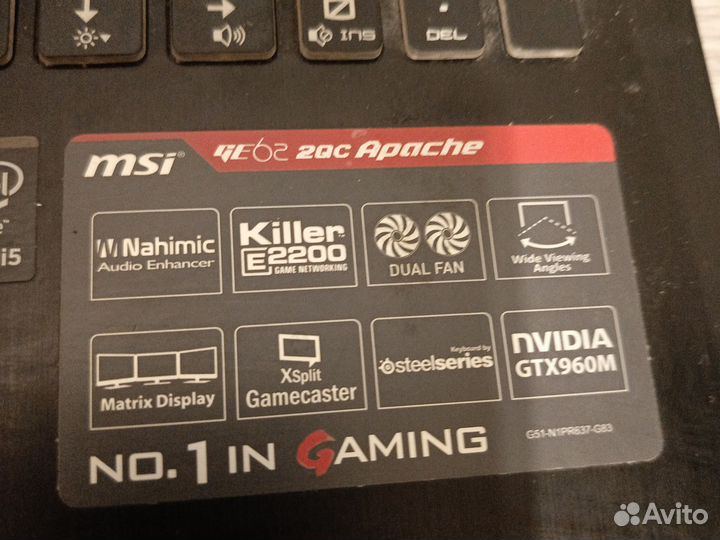 INS
DEL
msi GE62 2QC Apache
i5
Nahimic
Audio Enhancer
Killer
E2200
GAME NETWORKING
DUAL FAN
Wide Viewing
Angles
Matrix Display
XSplit
Gamecaster
Keyboard by
steelseries
NVIDIA
GTX960M
G51-N1PR637-G83
NO.1 IN GAMING
Avito